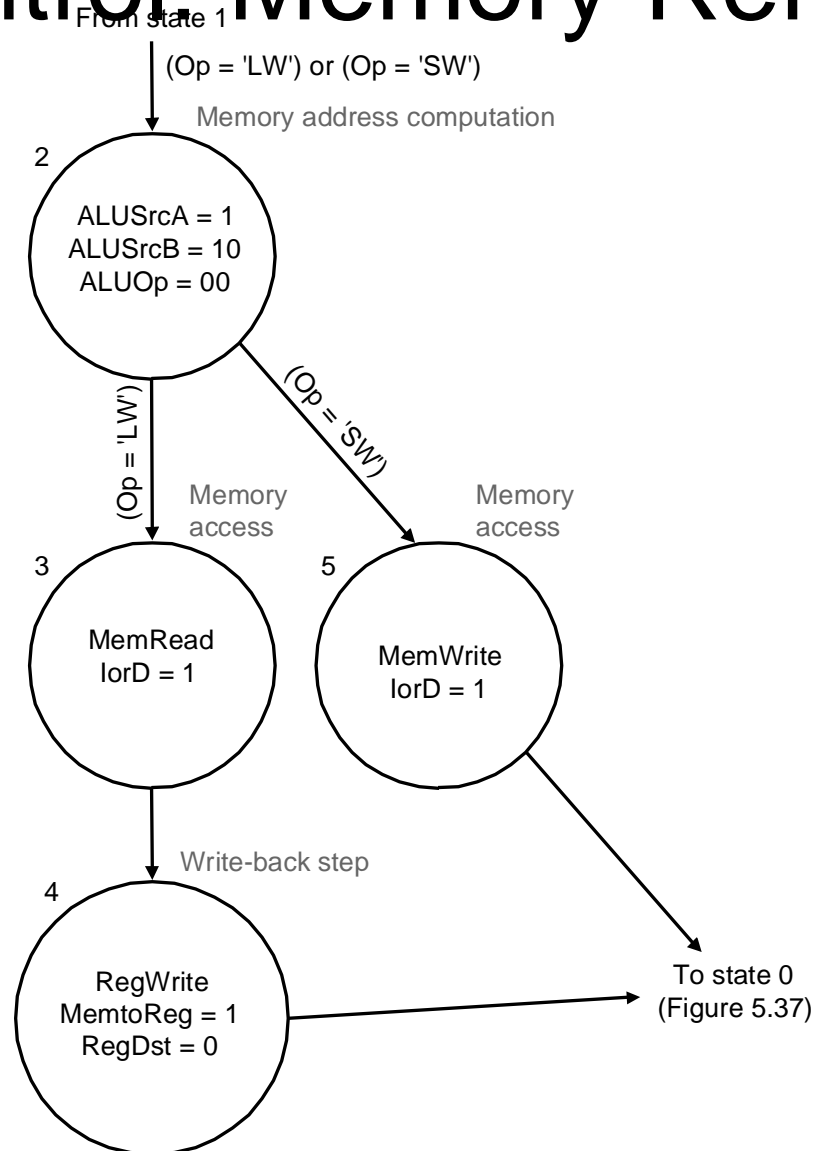 From state 1
(Op = 'LW') or (Op = 'SW')
Memory address computation
2
ALUSrcA = 1
ALUSrcB = 10
ALUOp = 00
(Op = 'LW')
(Op = 'SW')
Memory
access
Memory
access
3
5
MemRead
IorD = 1
MemWrite
IorD = 1
Write-back step
4
RegWrite
MemtoReg = 1
RegDst = 0
To state 0
(Figure 5.37)